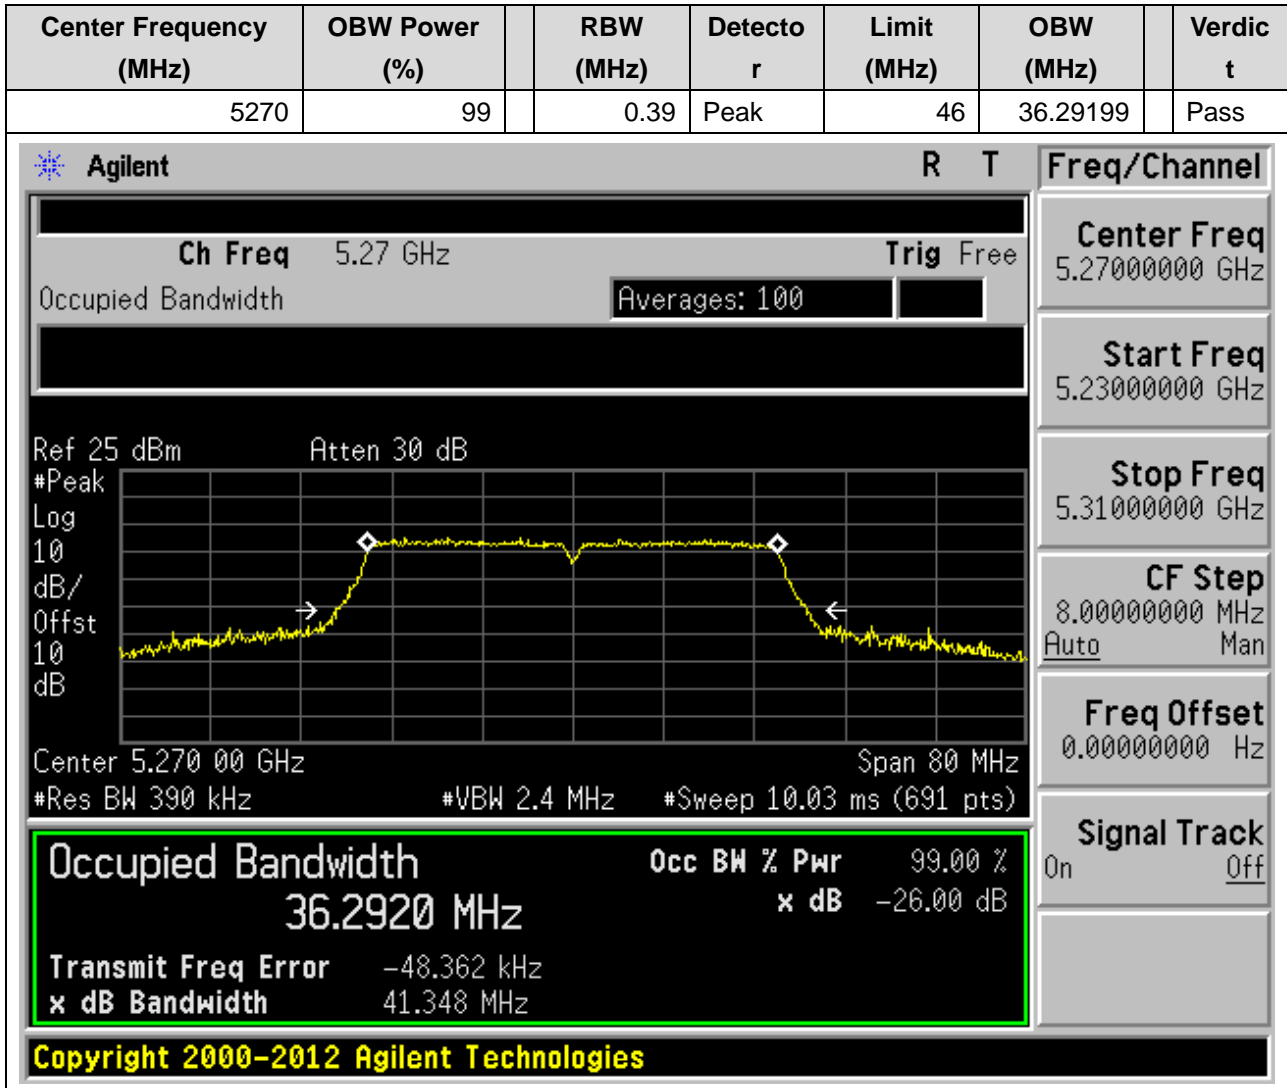 Center Frequency OBW Power RBW Detecto Limit OBW Verdic
(MHz) (%) (MHz) r (MHz) (MHz) t
5270 99 0.39 Peak 46 36.29199 Pass
Agilent R T Freq/Channel
Ch Freq 5.27 GHz Trig Free
Occupied Bandwidth Averages: 100
Center Freq
5.27000000 GHz
Start Freq
5.23000000 GHz
Stop Freq
5.31000000 GHz
CF Step
8.00000000 MHz
Auto Man
Freq Offset
0.00000000 Hz
Signal Track
On Off
Ref 25 dBm Atten 30 dB
#Peak
Log
10
dB/
Offst
10
dB
Center 5.270 00 GHz Span 80 MHz
#Res BW 390 kHz #VBW 2.4 MHz #Sweep 10.03 ms (691 pts)
Occupied Bandwidth Occ BW % Pwr 99.00 %
36.2920 MHz x dB -26.00 dB
Transmit Freq Error -48.362 kHz
x dB Bandwidth 41.348 MHz
Copyright 2000-2012 Agilent Technologies